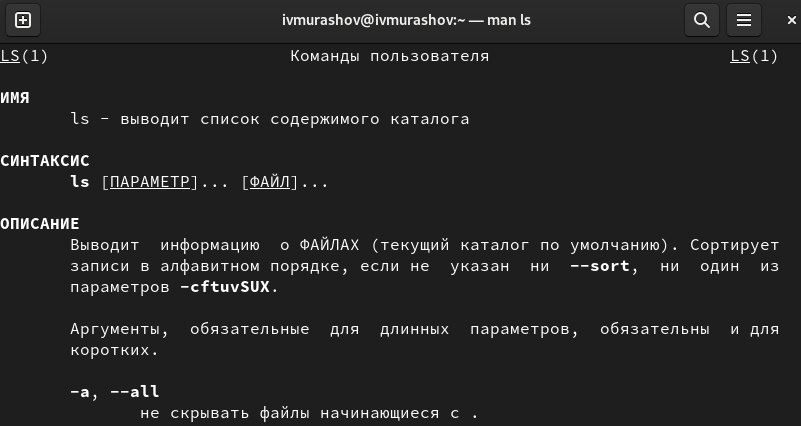 ivmurashov@ivmurashov:~ — man ls
LS(1) Команды пользователя LS(1)
ИМЯ
ls - выводит список содержимого каталога
СИНТАКСИС
ls [ПАРАМЕТР]... [ФАЙЛ]...
ОПИСАНИЕ
Выводит информацию о ФАЙЛАХ (текущий каталог по умолчанию). Сортирует
записи в алфавитном порядке, если не указан ни --sort, ни один из
параметров -cftuvSUX.
Аргументы, обязательные для длинных параметров, обязательны и для
коротких.
-a, --all
не скрывать файлы начинающиеся с .